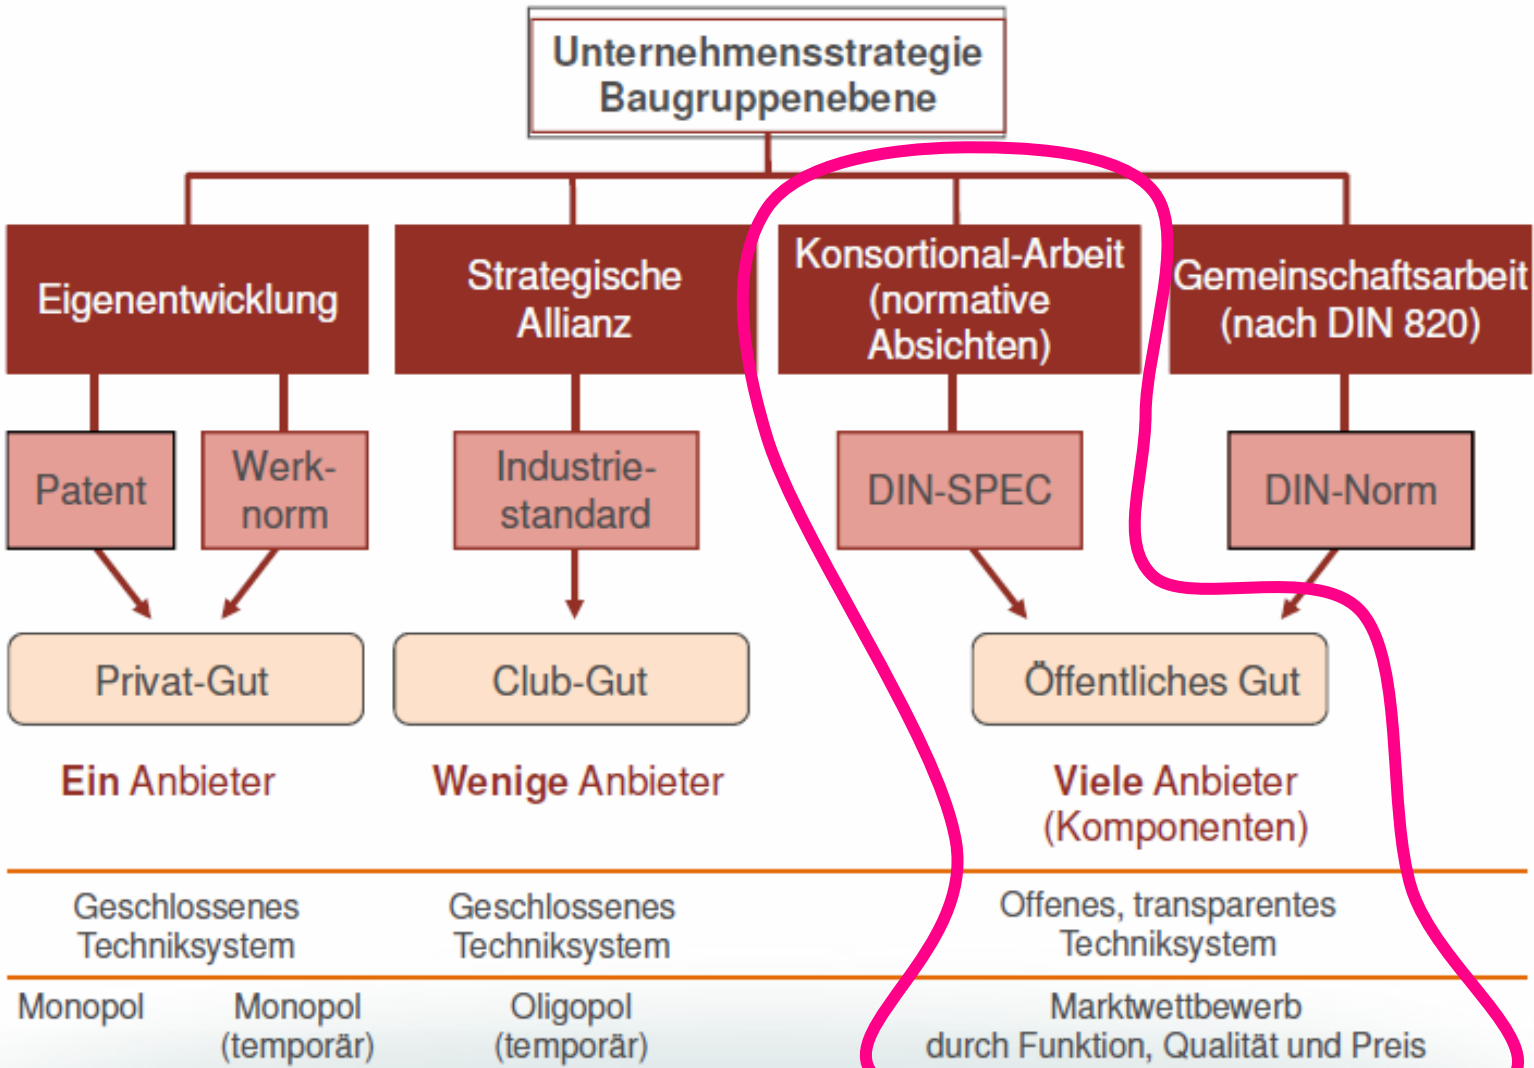 Unternehmensstrategie
Baugruppenebene
Eigenentwicklung
Strategische
Allianz
Konsortional-Arbeit
(normative
Absichten)
Gemeinschaftsarbeit
(nach DIN 820)
Patent
Werk-
norm
Industrie-
standard
DIN-SPEC
DIN-Norm
Privat-Gut
Club-Gut
Öffentliches Gut
Ein Anbieter
Wenige Anbieter
Viele Anbieter
(Komponenten)
Geschlossenes
Techniksystem
Geschlossenes
Techniksystem
Offenes, transparentes
Techniksystem
Monopol
Monopol
(temporär)
Oligopol
(temporär)
Marktwettbewerb
durch Funktion, Qualität und Preis